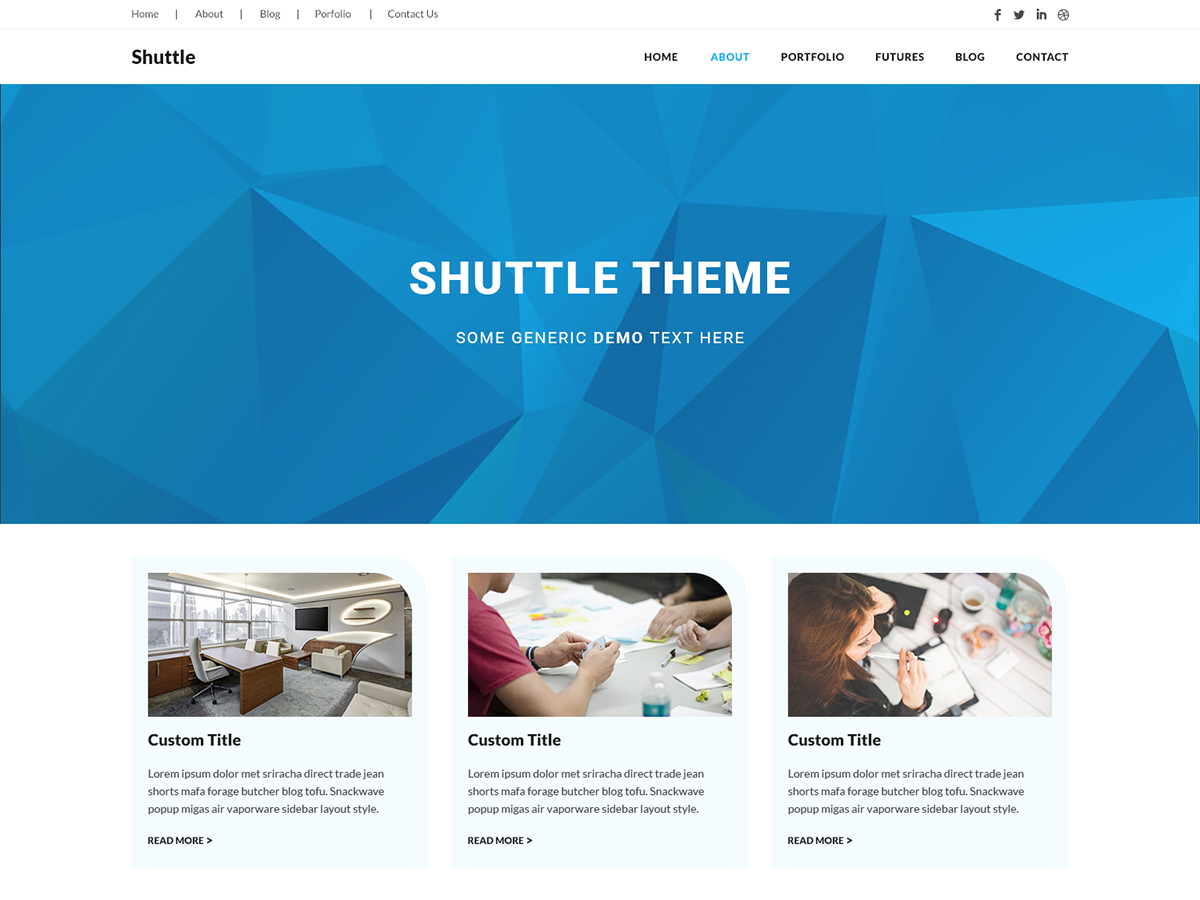 Home | About | Blog | Porfolio | Contact Us
Shuttle
HOME ABOUT PORTFOLIO FUTURES BLOG CONTACT
SHUTTLE THEME
SOME GENERIC DEMO TEXT HERE
Custom Title
Lorem ipsum dolor met sriracha direct trade jean
shorts mafa forage butcher blog tofu. Snackwave
popup migas air vaporware sidebar layout style.
READ MORE >
Custom Title
Lorem ipsum dolor met sriracha direct trade jean
shorts mafa forage butcher blog tofu. Snackwave
popup migas air vaporware sidebar layout style.
READ MORE >
Custom Title
Lorem ipsum dolor met sriracha direct trade jean
shorts mafa forage butcher blog tofu. Snackwave
popup migas air vaporware sidebar layout style.
READ MORE >